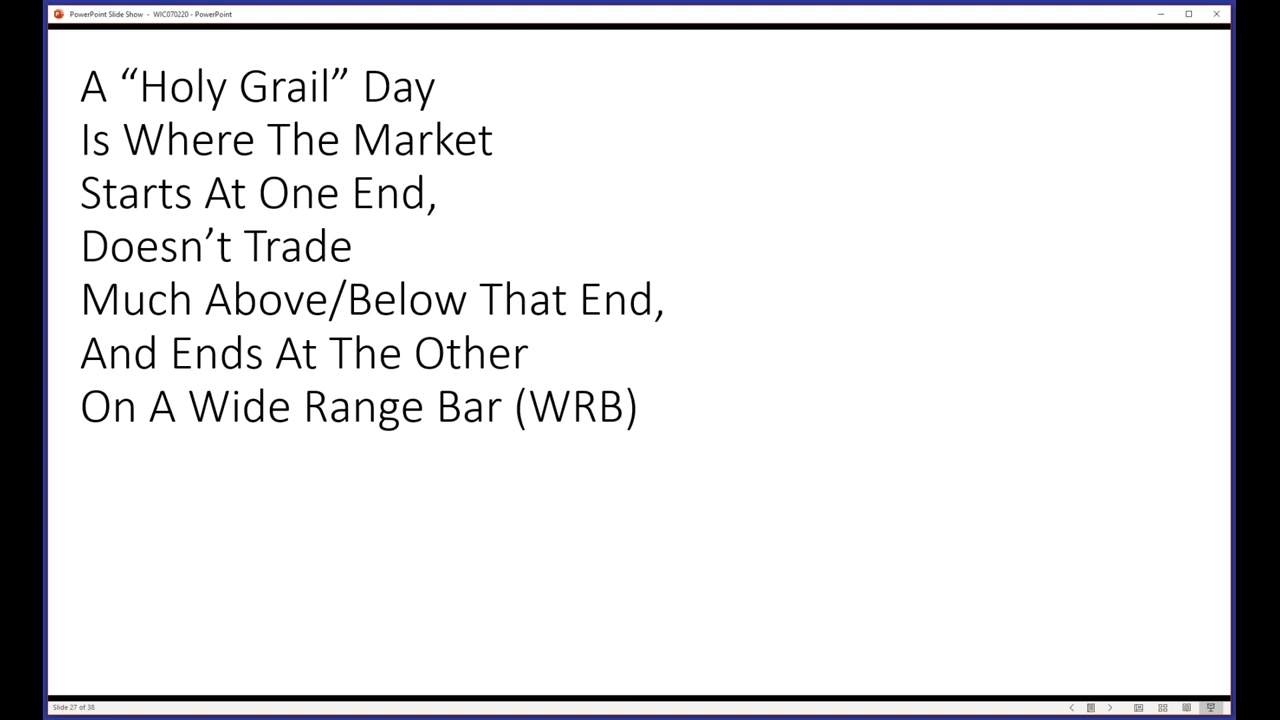 PowerPoint Slide Show - WIC070220 - PowerPoint
A “Holy Grail” Day
Is Where The Market
Starts At One End,
Doesn’t Trade
Much Above/Below That End,
And Ends At The Other
On A Wide Range Bar (WRB)
Slide 27 of 38